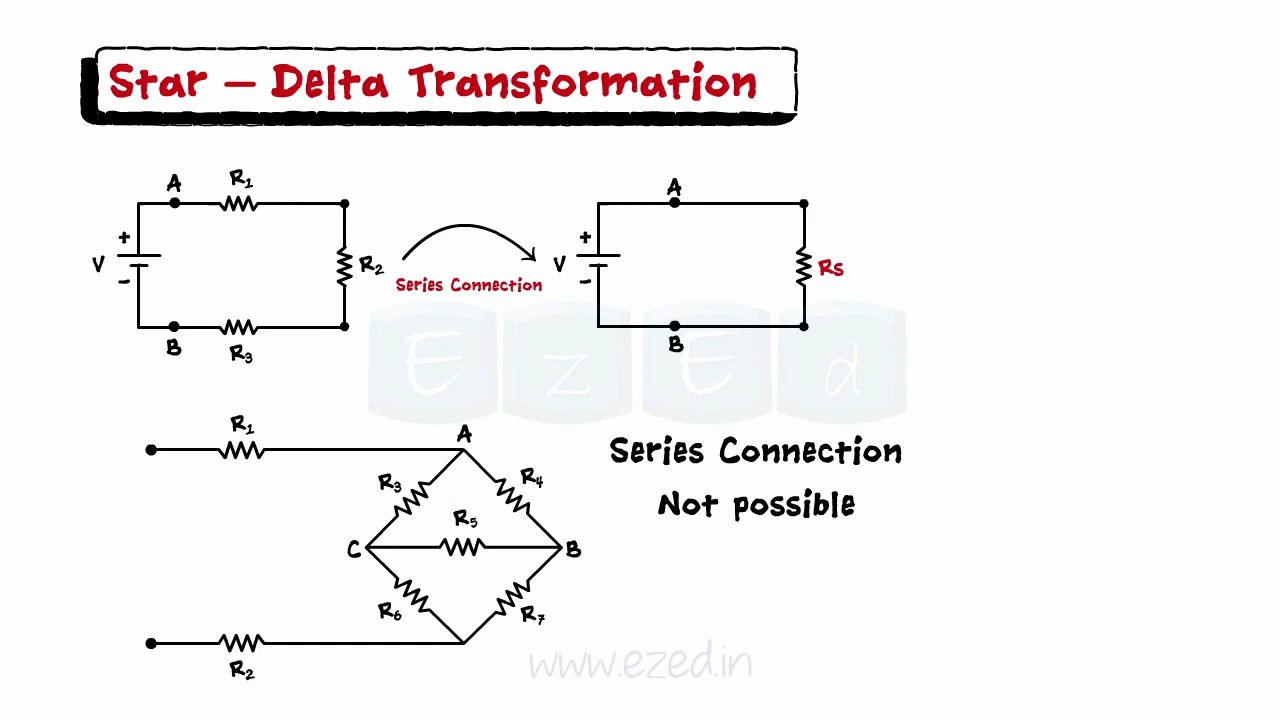 Star – Delta Transformation
A R₁
+
V
−
R₂
B R₃
Series Connection
A
+
V
−
Rs
B
E z E d
R₁
A
R₃ R₄
R₅
C B
R₆ R₇
R₂
Series Connection
Not possible
www.ezed.in